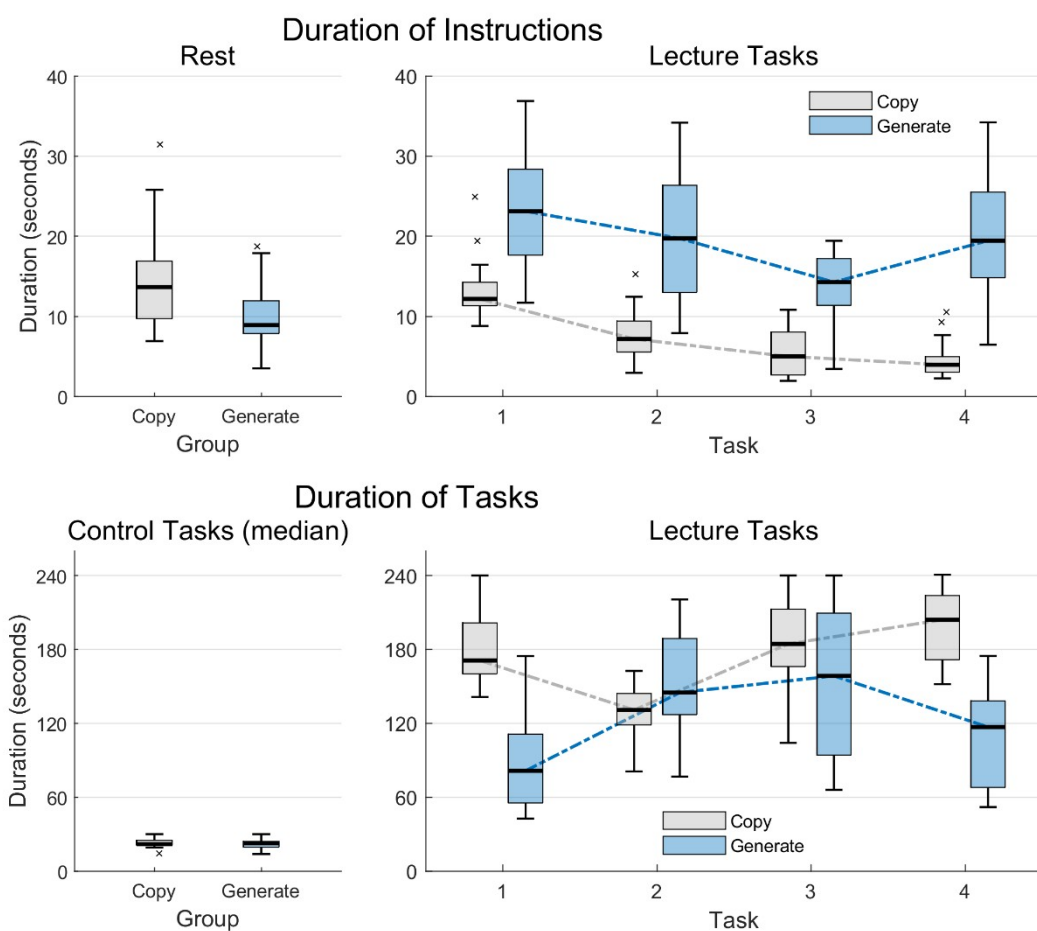 Duration of Instructions
Rest
Lecture Tasks
40
30
20
10
0
Duration (seconds)
Copy Generate
Group
40
30
20
10
0
Copy
Generate
1 2 3 4
Task
Duration of Tasks
Control Tasks (median)
Lecture Tasks
240
180
120
60
0
Duration (seconds)
Copy Generate
Group
240
180
120
60
0
Copy
Generate
1 2 3 4
Task